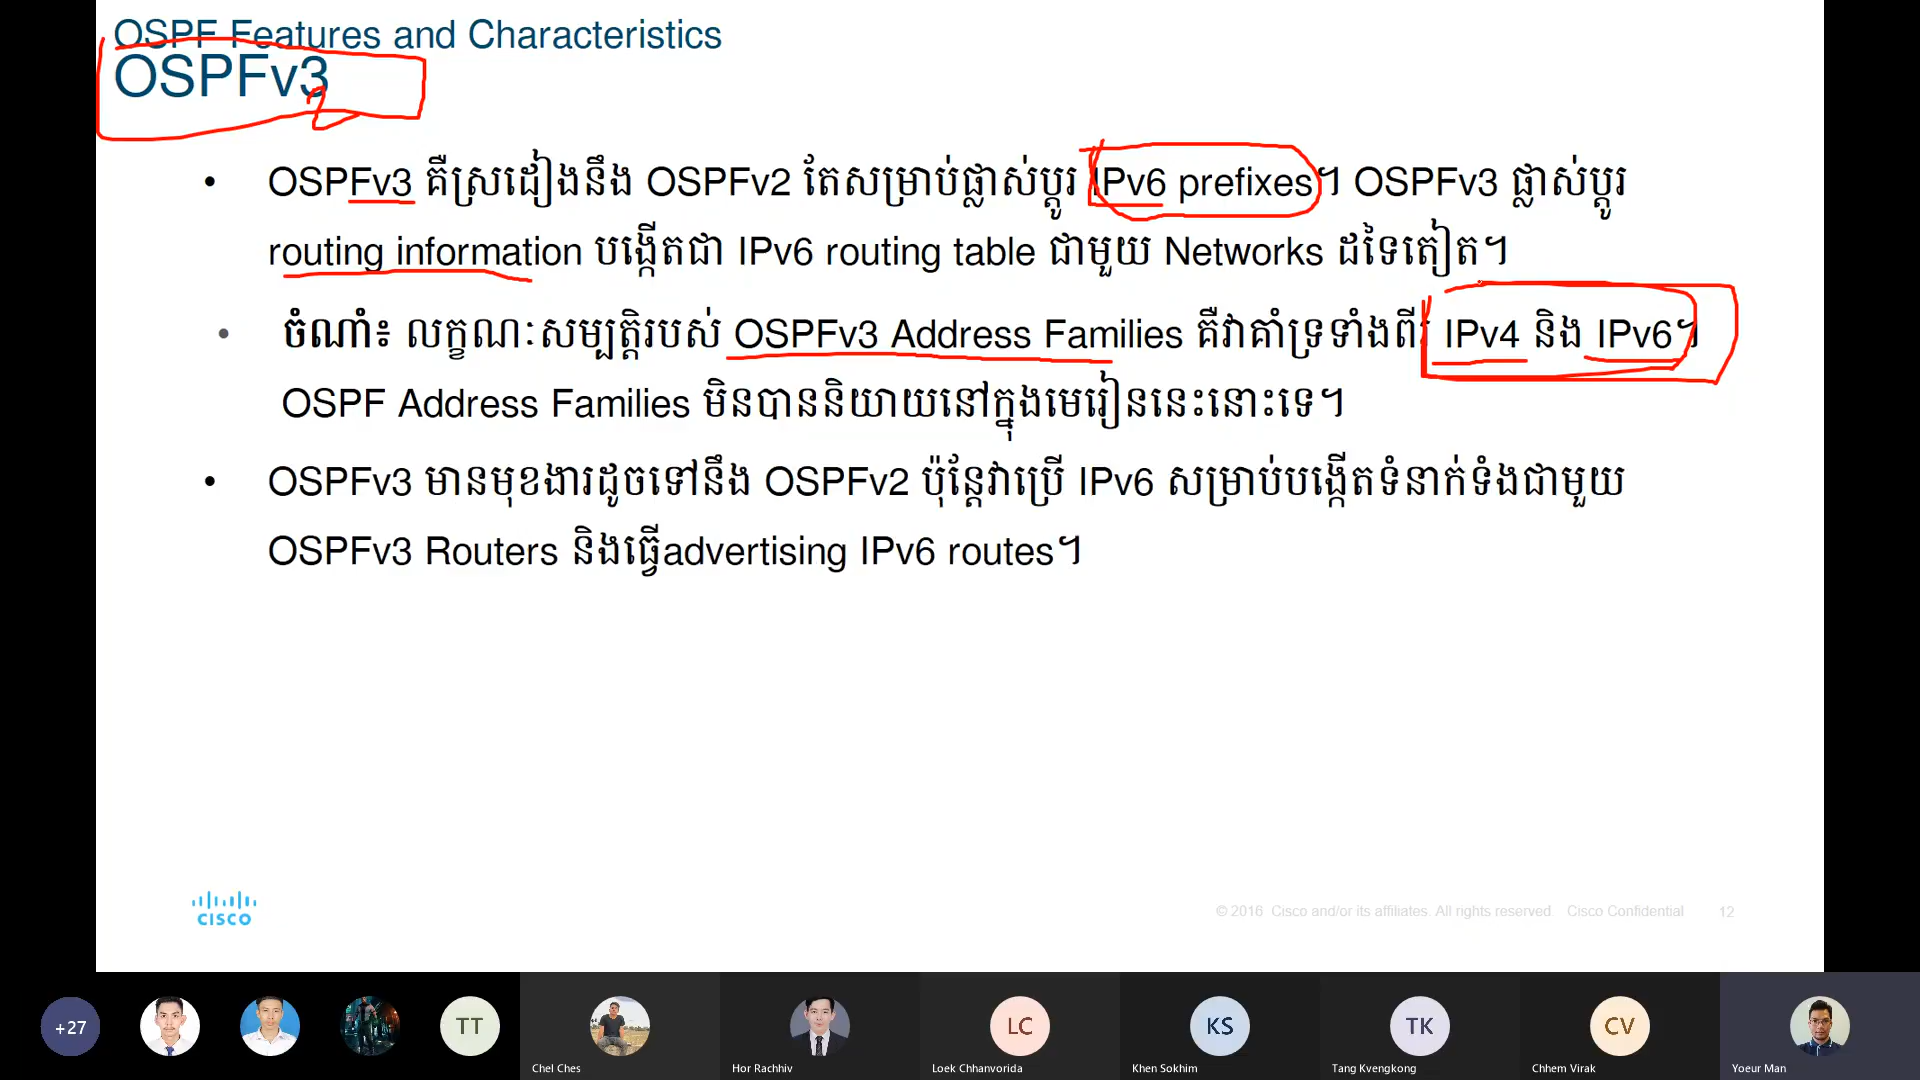 OSPF Features and Characteristics
OSPFv3
2
• OSPFv3 គឺស្រដៀងនឹង OSPFv2 តែសម្រាប់ផ្លាស់ប្តូរ IPv6 prefixes។ OSPFv3 ផ្លាស់ប្តូរ
routing information បង្កើតជា IPv6 routing table ជាមួយ Networks ដទៃតៀត។
• ចំណាំ៖ លក្ខណៈសម្បត្តិរបស់ OSPFv3 Address Families គឺវាគាំទ្រទាំងពីរ IPv4 និង IPv6។
OSPF Address Families មិនបាននិយាយនៅក្នុងមេរៀននេះនោះទេ។
• OSPFv3 មានមុខងារដូចទៅនឹង OSPFv2 ប៉ុន្តែវាប្រើ IPv6 សម្រាប់បង្កើតទំនាក់ទំងជាមួយ
OSPFv3 Routers និងធ្វើadvertising IPv6 routes។
CISCO
© 2016 Cisco and/or its affiliates. All rights reserved. Cisco Confidential 12
+27 TT LC KS TK CV
Chel Ches Hor Rachhiv Loek Chhanvorida Khen Sokhim Tang Kvengkong Chhem Virak Yoeur Man